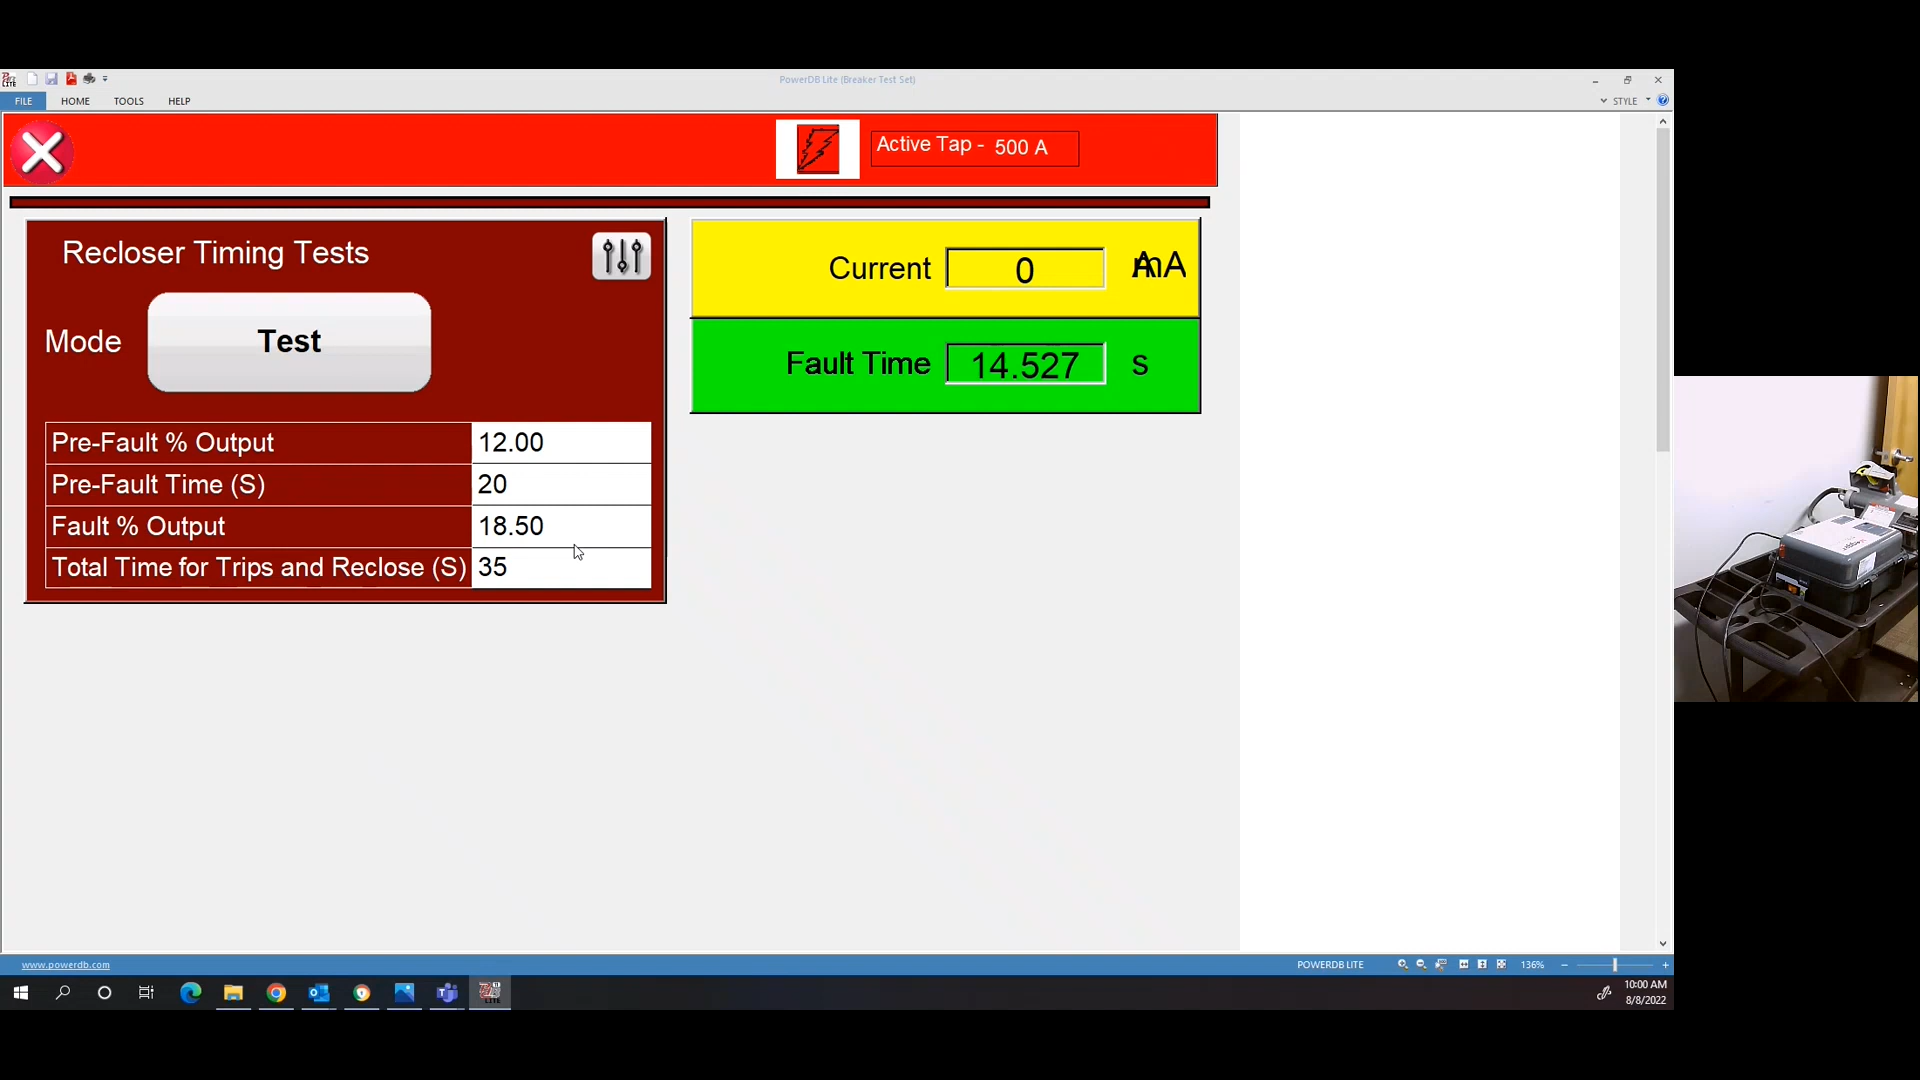 PowerDB Lite (Breaker Test Set)
FILE HOME TOOLS HELP STYLE
Active Tap - 500 A
Recloser Timing Tests
Mode Test
Pre-Fault % Output 12.00
Pre-Fault Time (S) 20
Fault % Output 18.50
Total Time for Trips and Reclose (S) 35
Current 0 mA
Fault Time 14.527 s
www.powerdb.com POWERDB LITE 136%
10:00 AM
8/8/2022